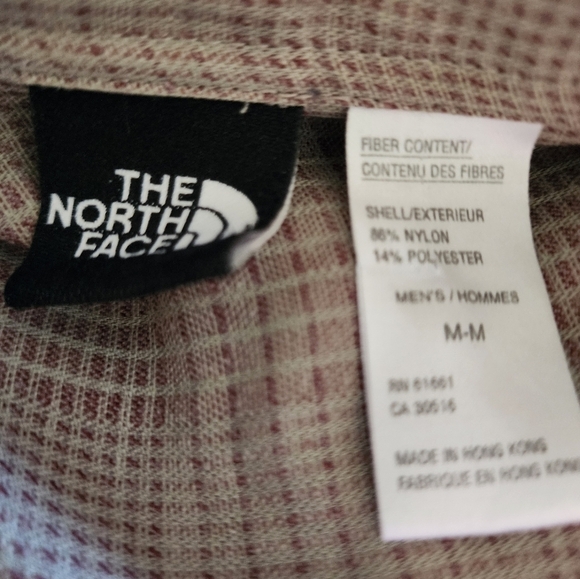 THE
NORTH
FACE
FIBER CONTENT/
CONTENU DES FIBRES
SHELL/EXTERIEUR
86% NYLON
14% POLYESTER
MEN'S / HOMMES
M-M
RN 61661
CA 30516
MADE IN HONG KONG
FABRIQUE EN HONG KONG